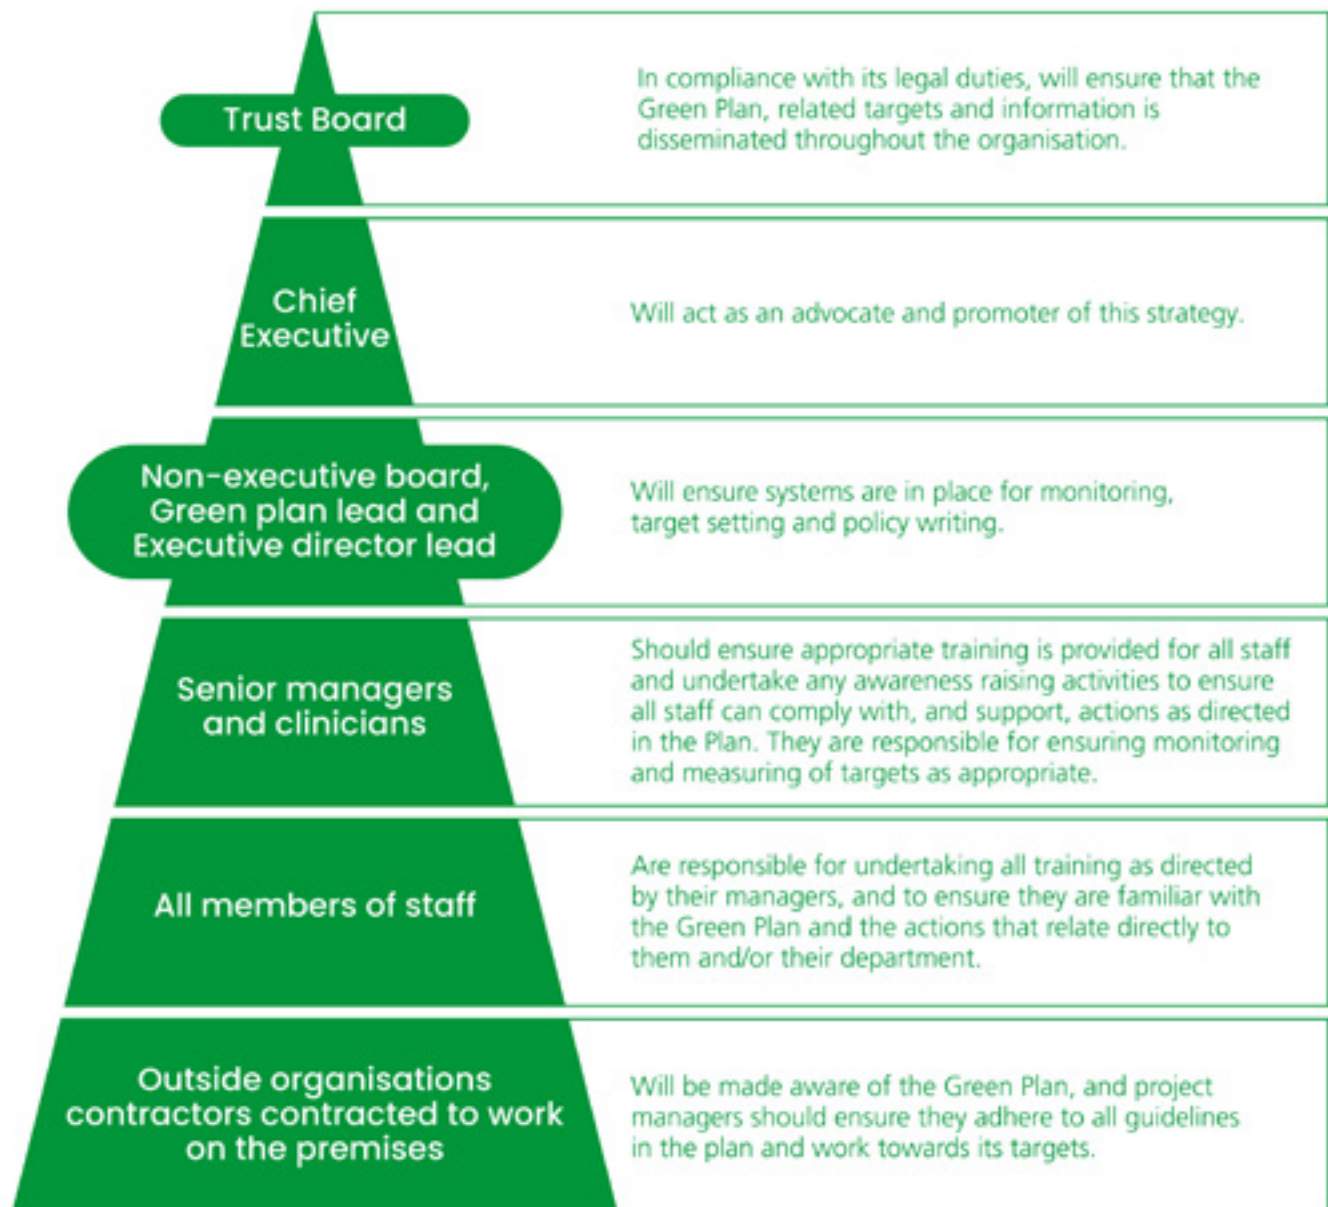 Trust Board
In compliance with its legal duties, will ensure that the
Green Plan, related targets and information is
disseminated throughout the organisation.
Chief
Executive
Will act as an advocate and promoter of this strategy.
Non-executive board,
Green plan lead and
Executive director lead
Will ensure systems are in place for monitoring,
target setting and policy writing.
Senior managers
and clinicians
Should ensure appropriate training is provided for all staff
and undertake any awareness raising activities to ensure
all staff can comply with, and support, actions as directed
in the Plan. They are responsible for ensuring monitoring
and measuring of targets as appropriate.
All members of staff
Are responsible for undertaking all training as directed
by their managers, and to ensure they are familiar with
the Green Plan and the actions that relate directly to
them and/or their department.
Outside organisations
contractors contracted to work
on the premises
Will be made aware of the Green Plan, and project
managers should ensure they adhere to all guidelines
in the plan and work towards its targets.